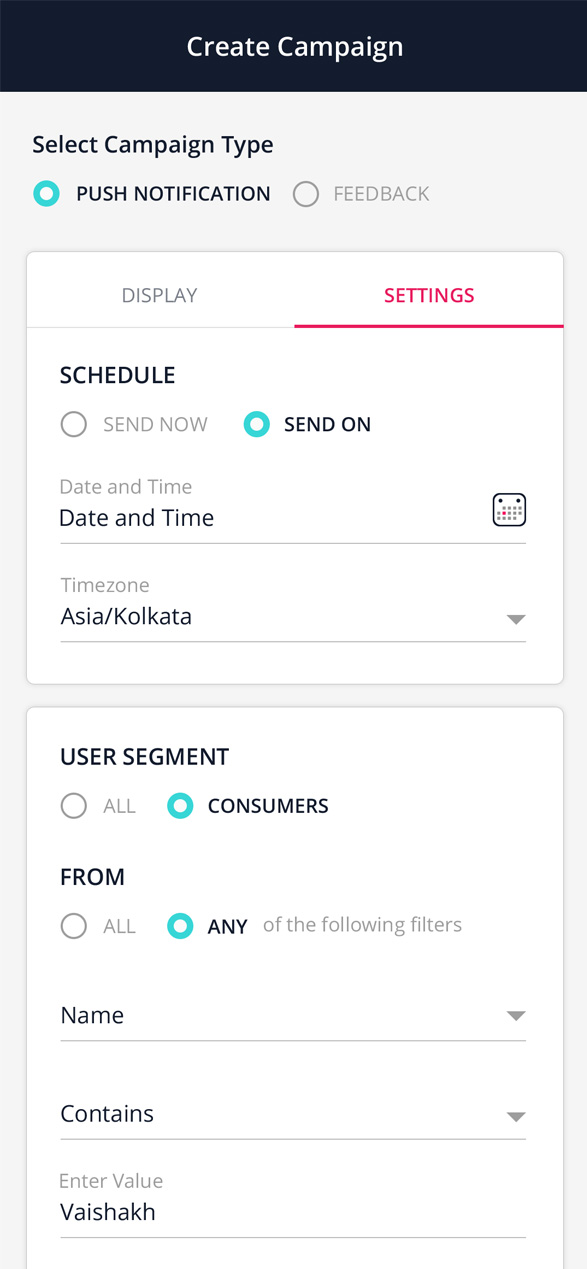 Create Campaign
Select Campaign Type
PUSH NOTIFICATION FEEDBACK
DISPLAY SETTINGS
SCHEDULE
SEND NOW SEND ON
Date and Time
Date and Time
Timezone
Asia/Kolkata
USER SEGMENT
ALL CONSUMERS
FROM
ALL ANY of the following filters
Name
Contains
Enter Value
Vaishakh